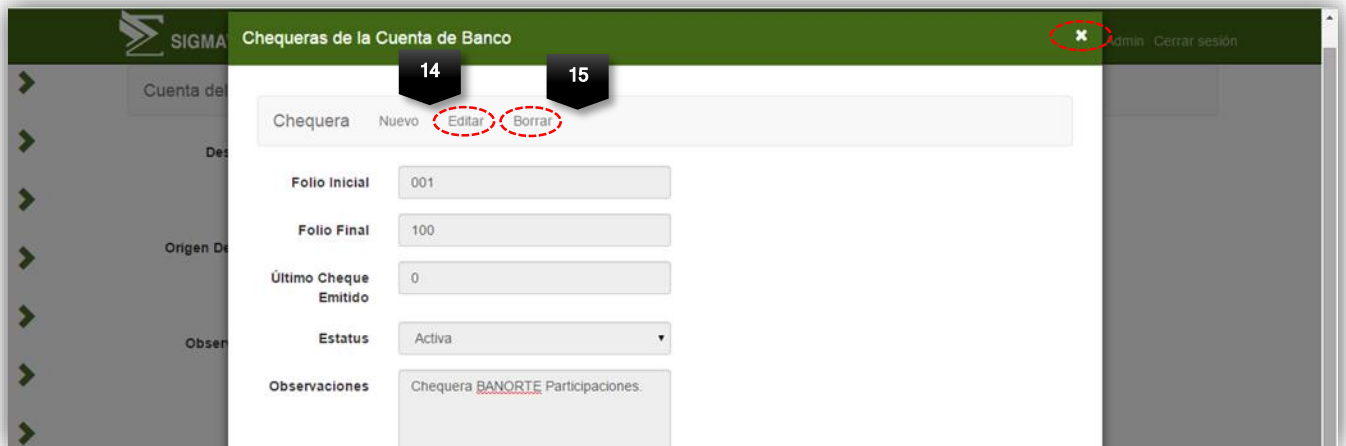 SIGMA
Chequeras de la Cuenta de Banco
Admin Cerrar sesión
14
15
Cuenta del
Chequera Nuevo Editar Borrar
Des
Folio Inicial 001
Folio Final 100
Origen De
Último Cheque
Emitido
0
Estatus Activa
Obser
Observaciones Chequera BANORTE Participaciones.